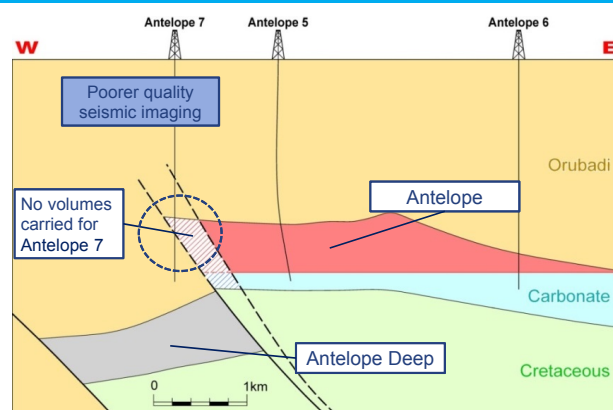 Antelope 7
Antelope 5
Antelope 6
W
E
Poorer quality
seismic imaging
Orubadi
No volumes
carried for
Antelope 7
Antelope
Carbonate
Antelope Deep
Cretaceous
0
1km